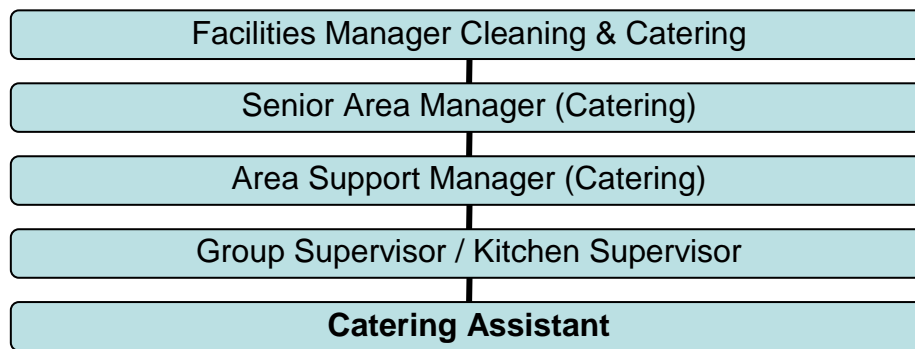 Facilities Manager Cleaning & Catering
Senior Area Manager (Catering)
Area Support Manager (Catering)
Group Supervisor / Kitchen Supervisor
Catering Assistant